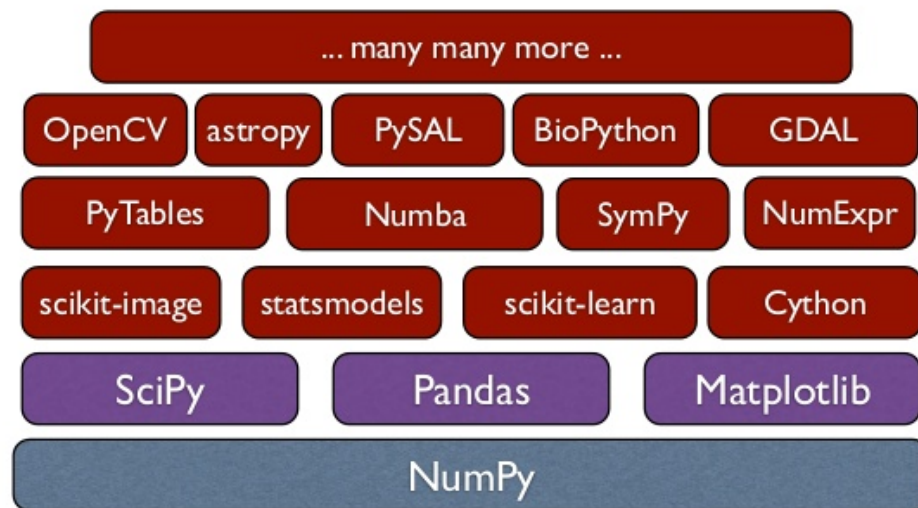 ... many many more ...
OpenCV astropy PySAL BioPython GDAL
PyTables Numba SymPy NumExpr
scikit-image statsmodels scikit-learn Cython
SciPy Pandas Matplotlib
NumPy